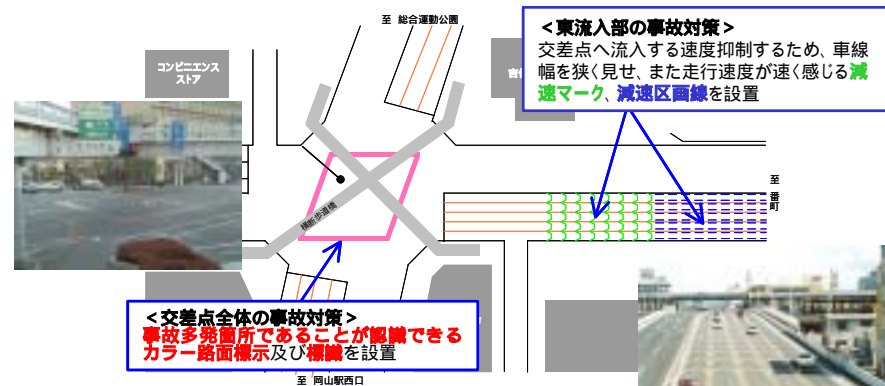 至 総合運動公園
コンビニエンス
ストア
＜東流入部の事故対策＞
交差点へ流入する速度抑制するため、車線
幅を狭く見せ、また走行速度が速く感じる減
速マーク、減速区画線を設置
至
番
町
横断歩道橋
＜交差点全体の事故対策＞
事故多発箇所であることが認識できる
カラー路面標示及び標識を設置
至 岡山駅西口